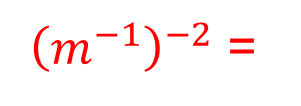 (m⁻¹)⁻² =